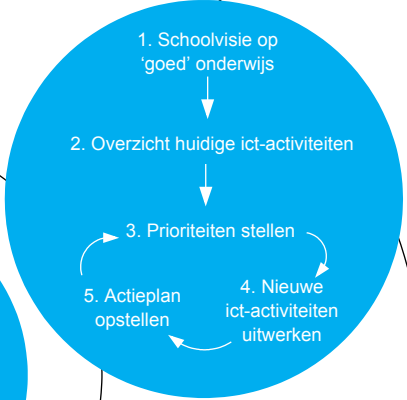 1. Schoolvisie op
‘goed’ onderwijs
2. Overzicht huidige ict-activiteiten
3. Prioriteiten stellen
4. Nieuwe
ict-activiteiten
uitwerken
5. Actieplan
opstellen